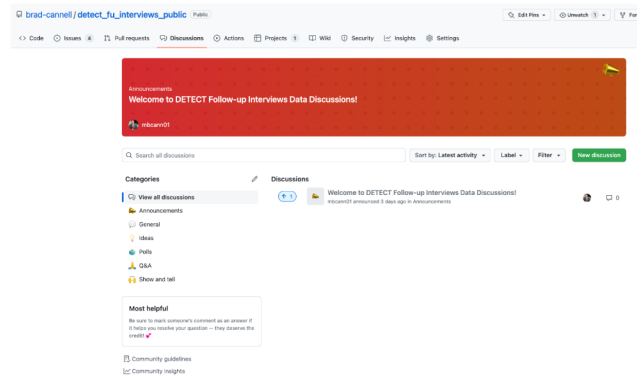 brad-cannell / detect_fu_interviews_public Public
Edit Pins Unwatch 1 For
Code Issues 4 Pull requests Discussions Actions Projects 1 Wiki Security Insights Settings
Announcements
Welcome to DETECT Follow-up Interviews Data Discussions!
mbcann01
Search all discussions
Sort by: Latest activity Label Filter New discussion
Categories
Discussions
View all discussions
Announcements
General
Ideas
Polls
Q&A
Show and tell
1
Welcome to DETECT Follow-up Interviews Data Discussions!
mbcann01 announced 3 days ago in Announcements
0
Most helpful
Be sure to mark someone's comment as an answer if
it helps you resolve your question — they deserve the
credit!
Community guidelines
Community insights